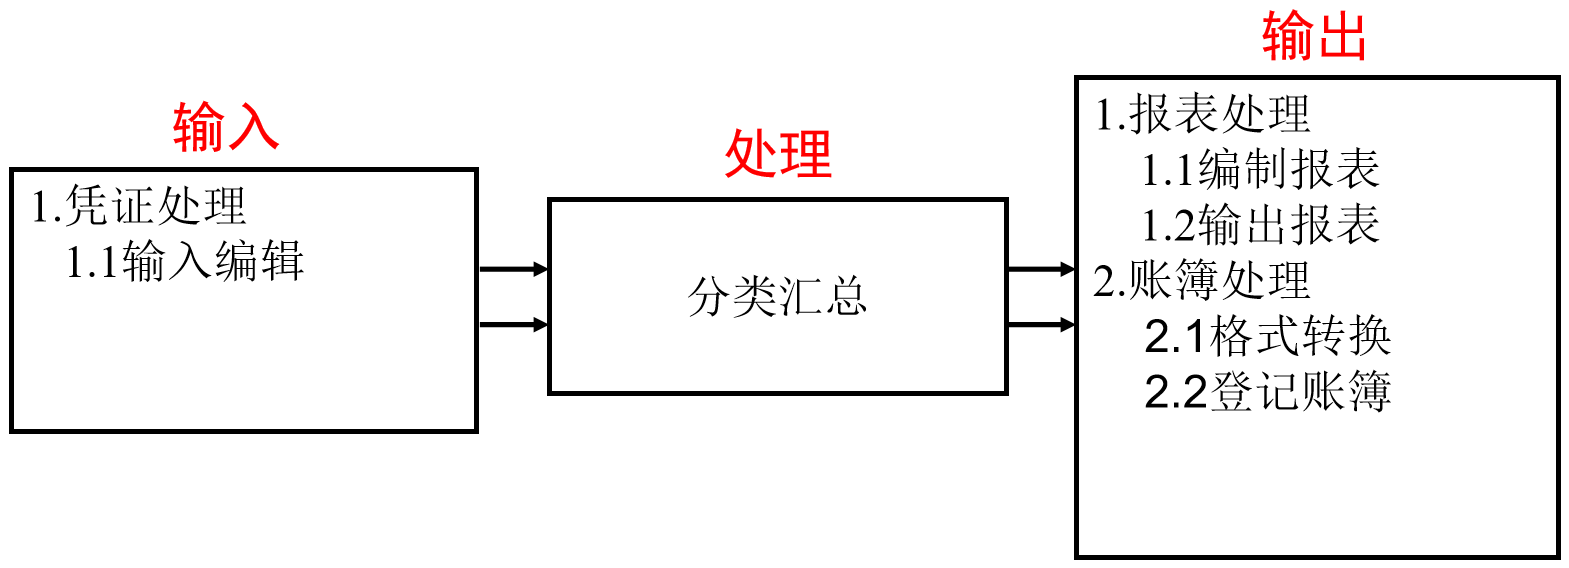 输入
1.凭证处理
1.1输入编辑
处理
分类汇总
输出
1.报表处理
1.1编制报表
1.2输出报表
2.账簿处理
2.1格式转换
2.2登记账簿